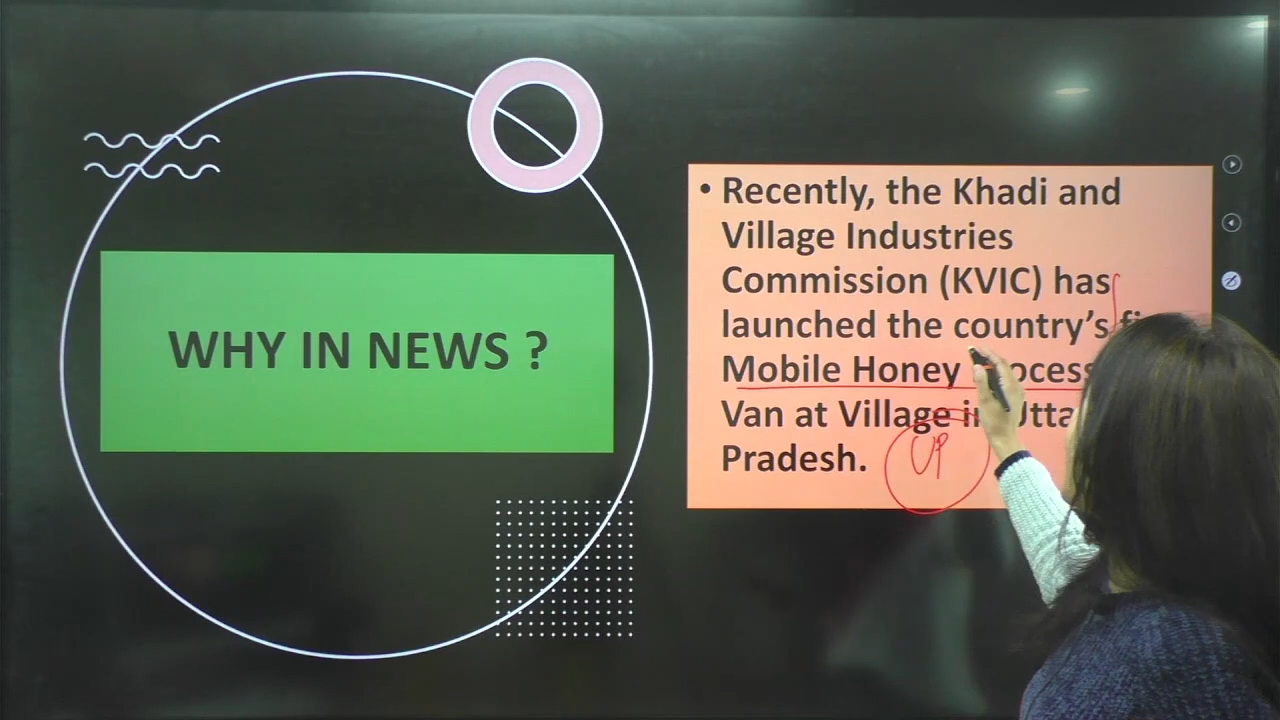 WHY IN NEWS ?
• Recently, the Khadi and
Village Industries
Commission (KVIC) has
launched the country's
Mobile Honey
Van at Village in
Pradesh.
UP